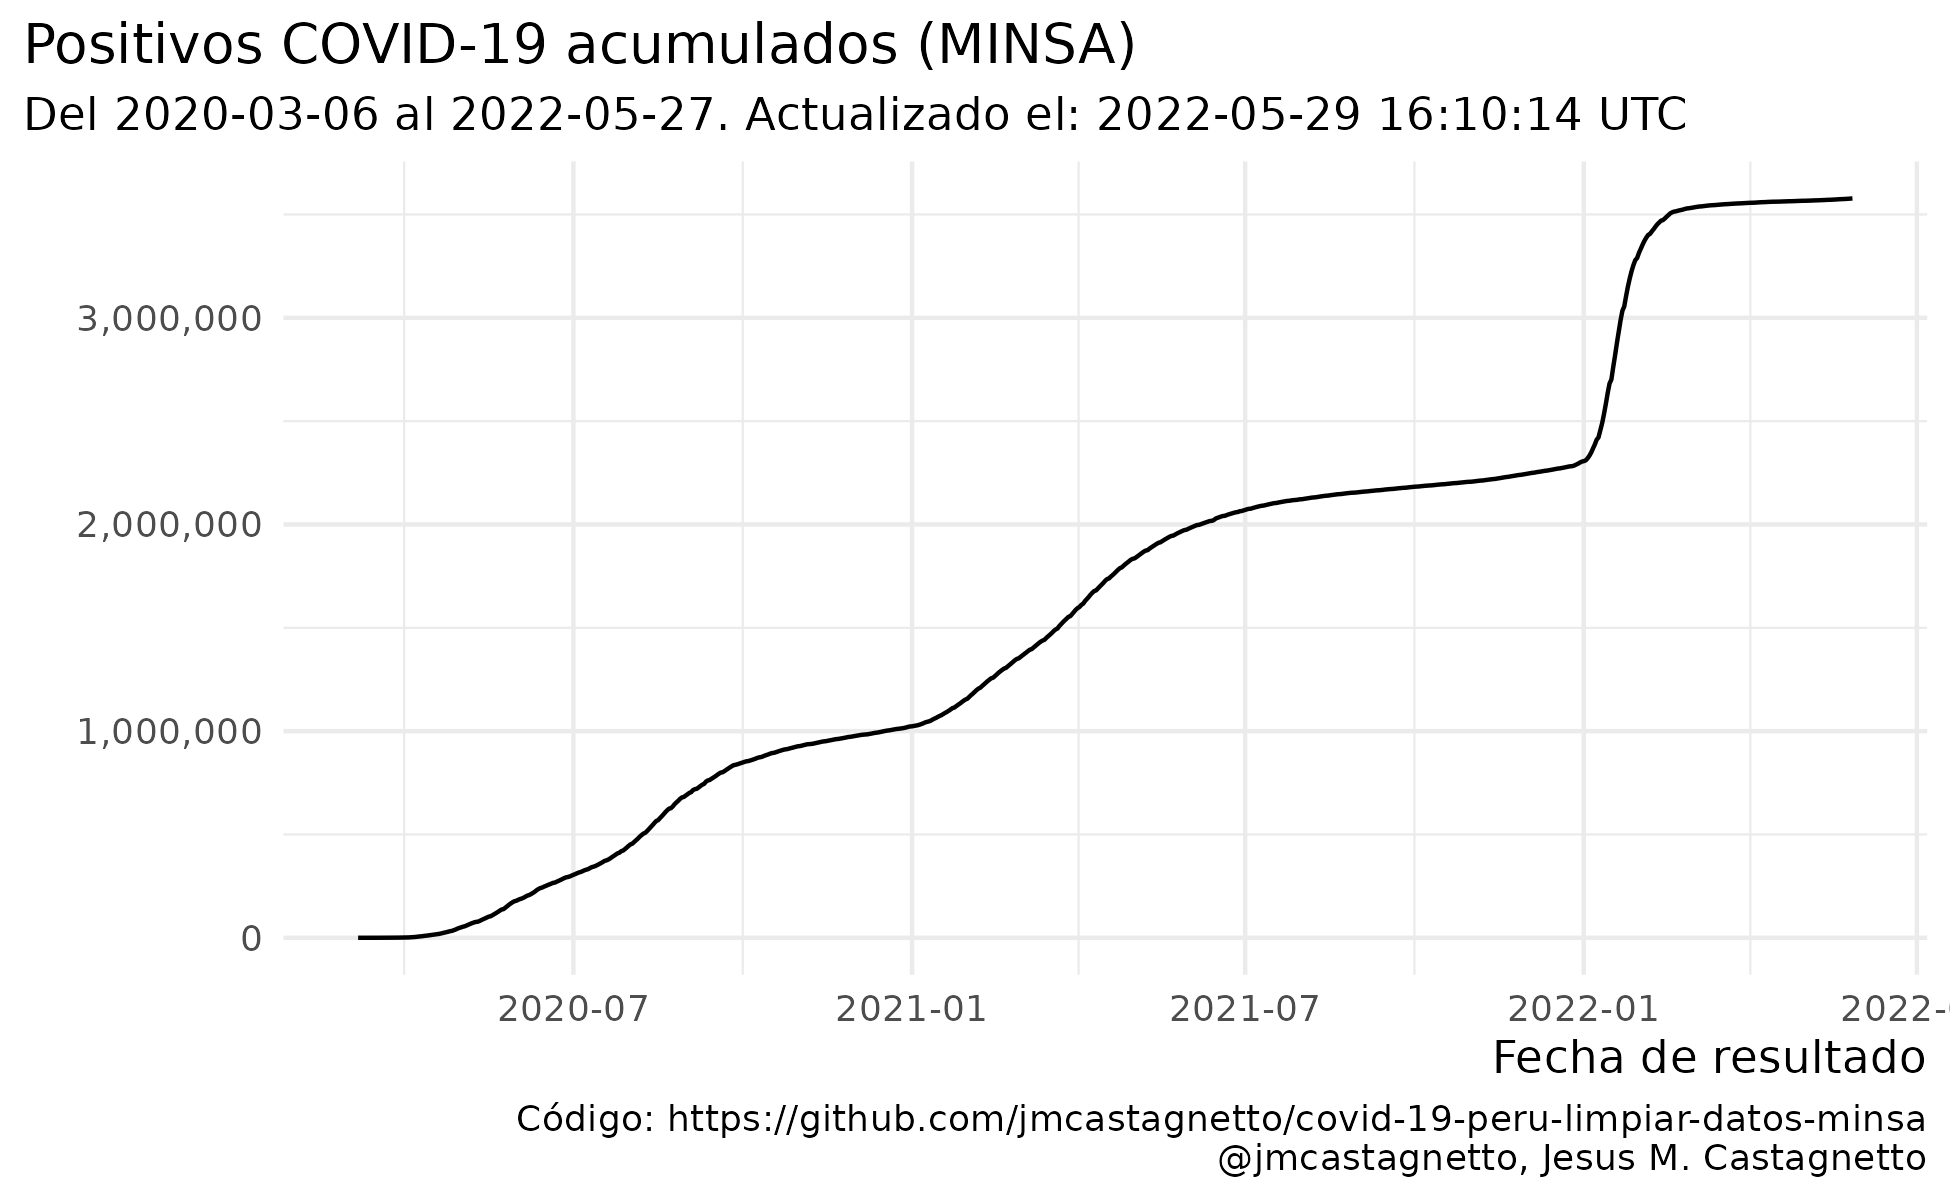 Positivos COVID-19 acumulados (MINSA)
Del 2020-03-06 al 2022-05-27. Actualizado el: 2022-05-29 16:10:14 UTC
3,000,000
2,000,000
1,000,000
0
2020-07 2021-01 2021-07 2022-01 2022-
Fecha de resultado
Código: https://github.com/jmcastagnetto/covid-19-peru-limpiar-datos-minsa
@jmcastagnetto, Jesus M. Castagnetto